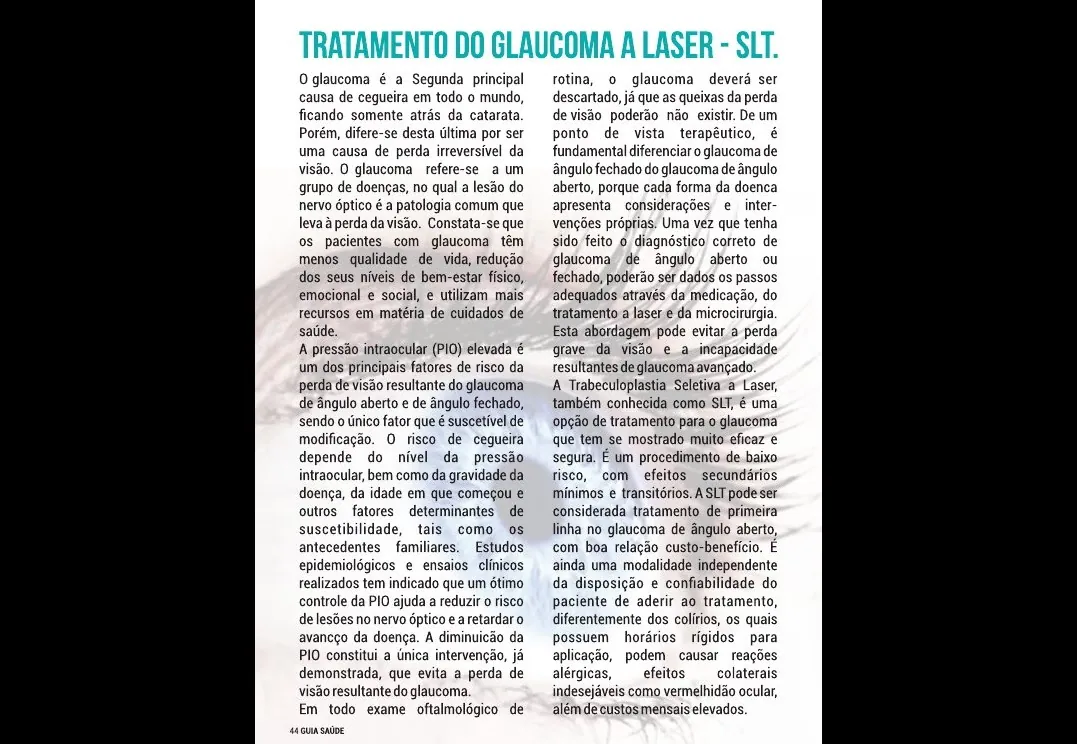 TRATAMENTO DO GLAUCOMA A LASER - SLT.
O glaucoma é a Segunda principal
causa de cegueira em todo o mundo,
ficando somente atrás da catarata.
Porém, difere-se desta última por ser
uma causa de perda irreversível da
visão. O glaucoma refere-se a um
grupo de doenças, no qual a lesão do
nervo óptico é a patologia comum que
leva à perda da visão. Constata-se que
os pacientes com glaucoma têm
menos qualidade de vida, redução
dos seus níveis de bem-estar físico,
emocional e social, e utilizam mais
recursos em matéria de cuidados de
saúde.
A pressão intraocular (PIO) elevada é
um dos principais fatores de risco da
perda de visão resultante do glaucoma
de ângulo aberto e de ângulo fechado,
sendo o único fator que é suscetível de
modificação. O risco de cegueira
depende do nível da pressão
intraocular, bem como da gravidade da
doença, da idade em que começou e
outros fatores determinantes de
suscetibilidade, tais como os
antecedentes familiares. Estudos
epidemiológicos e ensaios clínicos
realizados tem indicado que um ótimo
controle da PIO ajuda a reduzir o risco
de lesões no nervo óptico e a retardar o
avancço da doença. A diminuicão da
PIO constitui a única intervenção, já
demonstrada, que evita a perda de
visão resultante do glaucoma.
Em todo exame oftalmológico de
rotina, o glaucoma deverá ser
descartado, já que as queixas da perda
de visão poderão não existir. De um
ponto de vista terapêutico, é
fundamental diferenciar o glaucoma de
ângulo fechado do glaucoma de ângulo
aberto, porque cada forma da doenca
apresenta considerações e inter-
venções próprias. Uma vez que tenha
sido feito o diagnóstico correto de
glaucoma de ângulo aberto ou
fechado, poderão ser dados os passos
adequados através da medicação, do
tratamento a laser e da microcirurgia.
Esta abordagem pode evitar a perda
grave da visão e a incapacidade
resultantes de glaucoma avançado.
A Trabeculoplastia Seletiva a Laser,
também conhecida como SLT, é uma
opção de tratamento para o glaucoma
que tem se mostrado muito eficaz e
segura. É um procedimento de baixo
risco, com efeitos secundários
mínimos e transitórios. A SLT pode ser
considerada tratamento de primeira
linha no glaucoma de ângulo aberto,
com boa relação custo-benefício. É
ainda uma modalidade independente
da disposição e confiabilidade do
paciente de aderir ao tratamento,
diferentemente dos colírios, os quais
possuem horários rígidos para
aplicação, podem causar reações
alérgicas, efeitos colaterais
indesejáveis como vermelhidão ocular,
além de custos mensais elevados.
44 GUIA SAÚDE